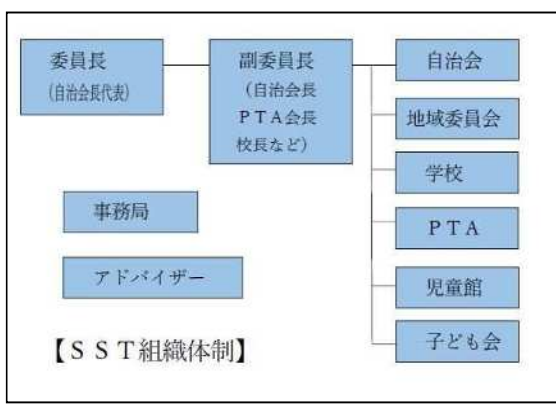 委員長
(自治会長代表)
副委員長
(自治会長
ＰＴＡ会長
校長など)
自治会
地域委員会
学校
ＰＴＡ
児童館
子ども会
事務局
アドバイザー
【ＳＳＴ組織体制】